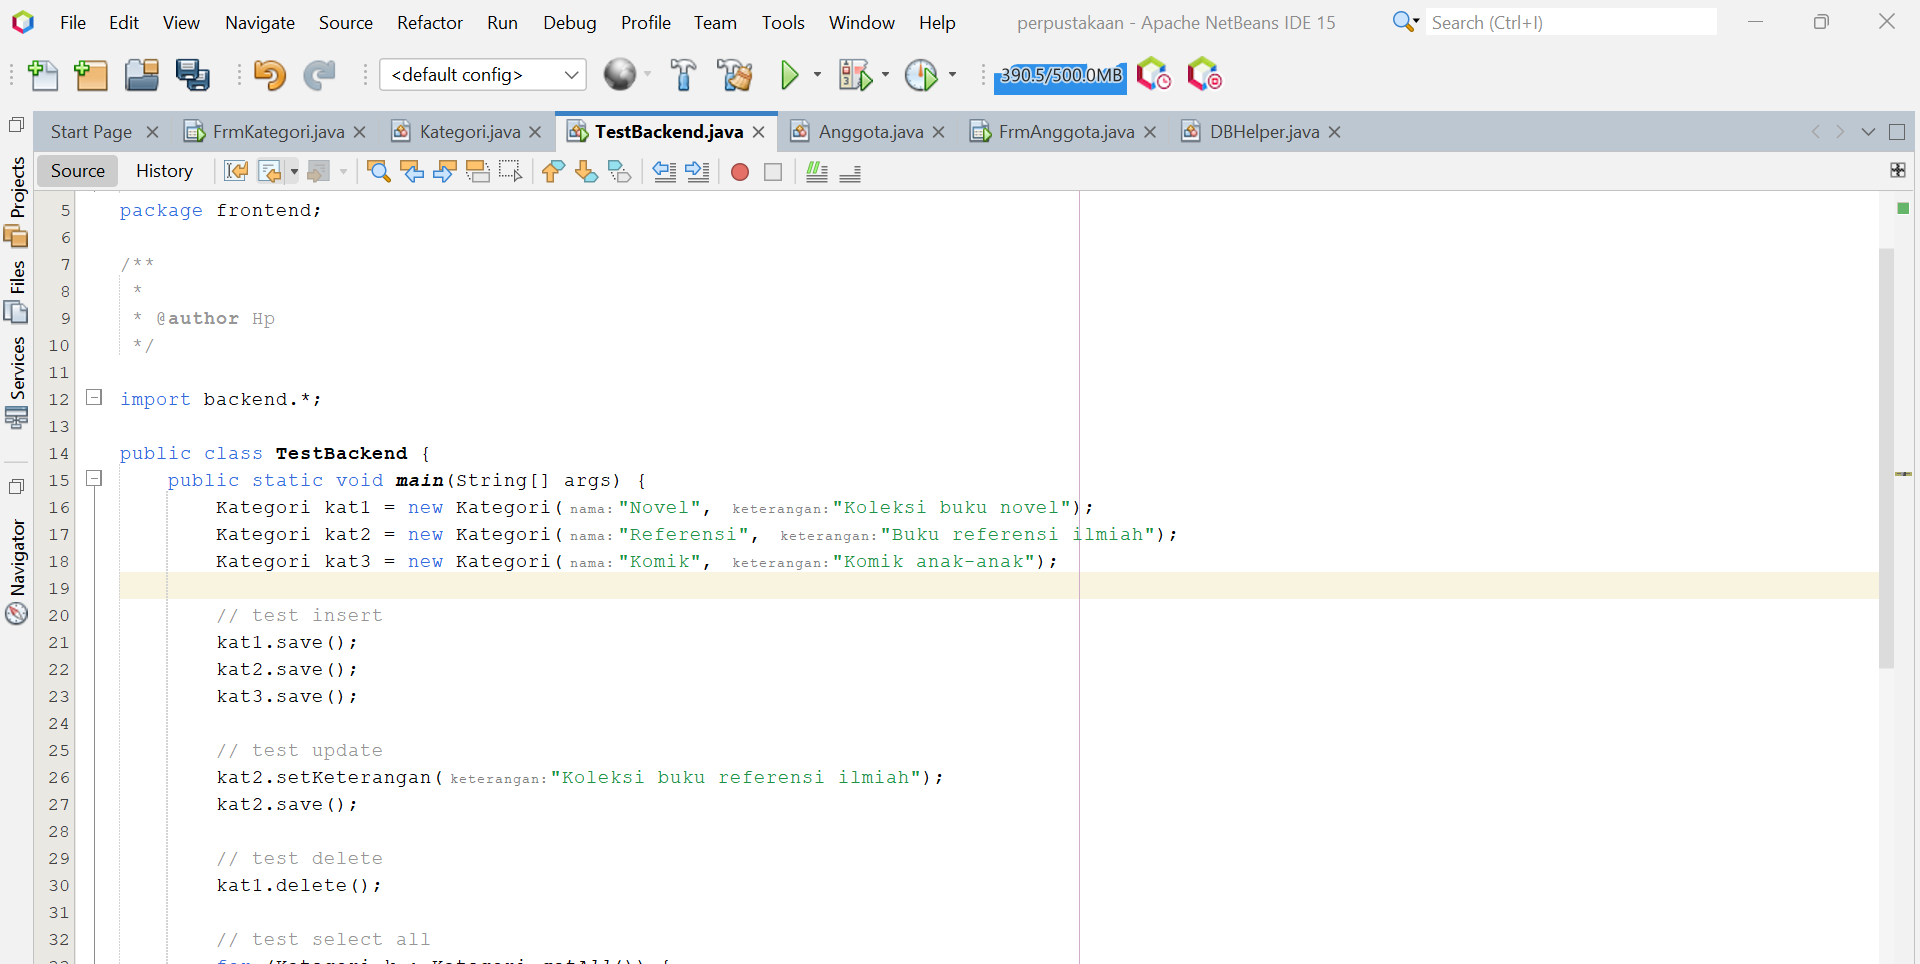 File Edit View Navigate Source Refactor Run Debug Profile Team Tools Window Help perpustakaan - Apache NetBeans IDE 15 Search (Ctrl+I)
<default config> 390.5/500.0MB
Start Page FrmKategori.java Kategori.java TestBackend.java Anggota.java FrmAnggota.java DBHelper.java
Source History
Projects
Files
Services
Navigator
5 package frontend;
6
7 /**
8 *
9 * @author Hp
10 */
11
12 import backend.*;
13
14 public class TestBackend {
15 public static void main(String[] args) {
16 Kategori kat1 = new Kategori( nama: "Novel", keterangan: "Koleksi buku novel");
17 Kategori kat2 = new Kategori( nama: "Referensi", keterangan: "Buku referensi ilmiah");
18 Kategori kat3 = new Kategori( nama: "Komik", keterangan: "Komik anak-anak");
19
20 // test insert
21 kat1.save();
22 kat2.save();
23 kat3.save();
24
25 // test update
26 kat2.setKeterangan( keterangan: "Koleksi buku referensi ilmiah");
27 kat2.save();
28
29 // test delete
30 kat1.delete();
31
32 // test select all